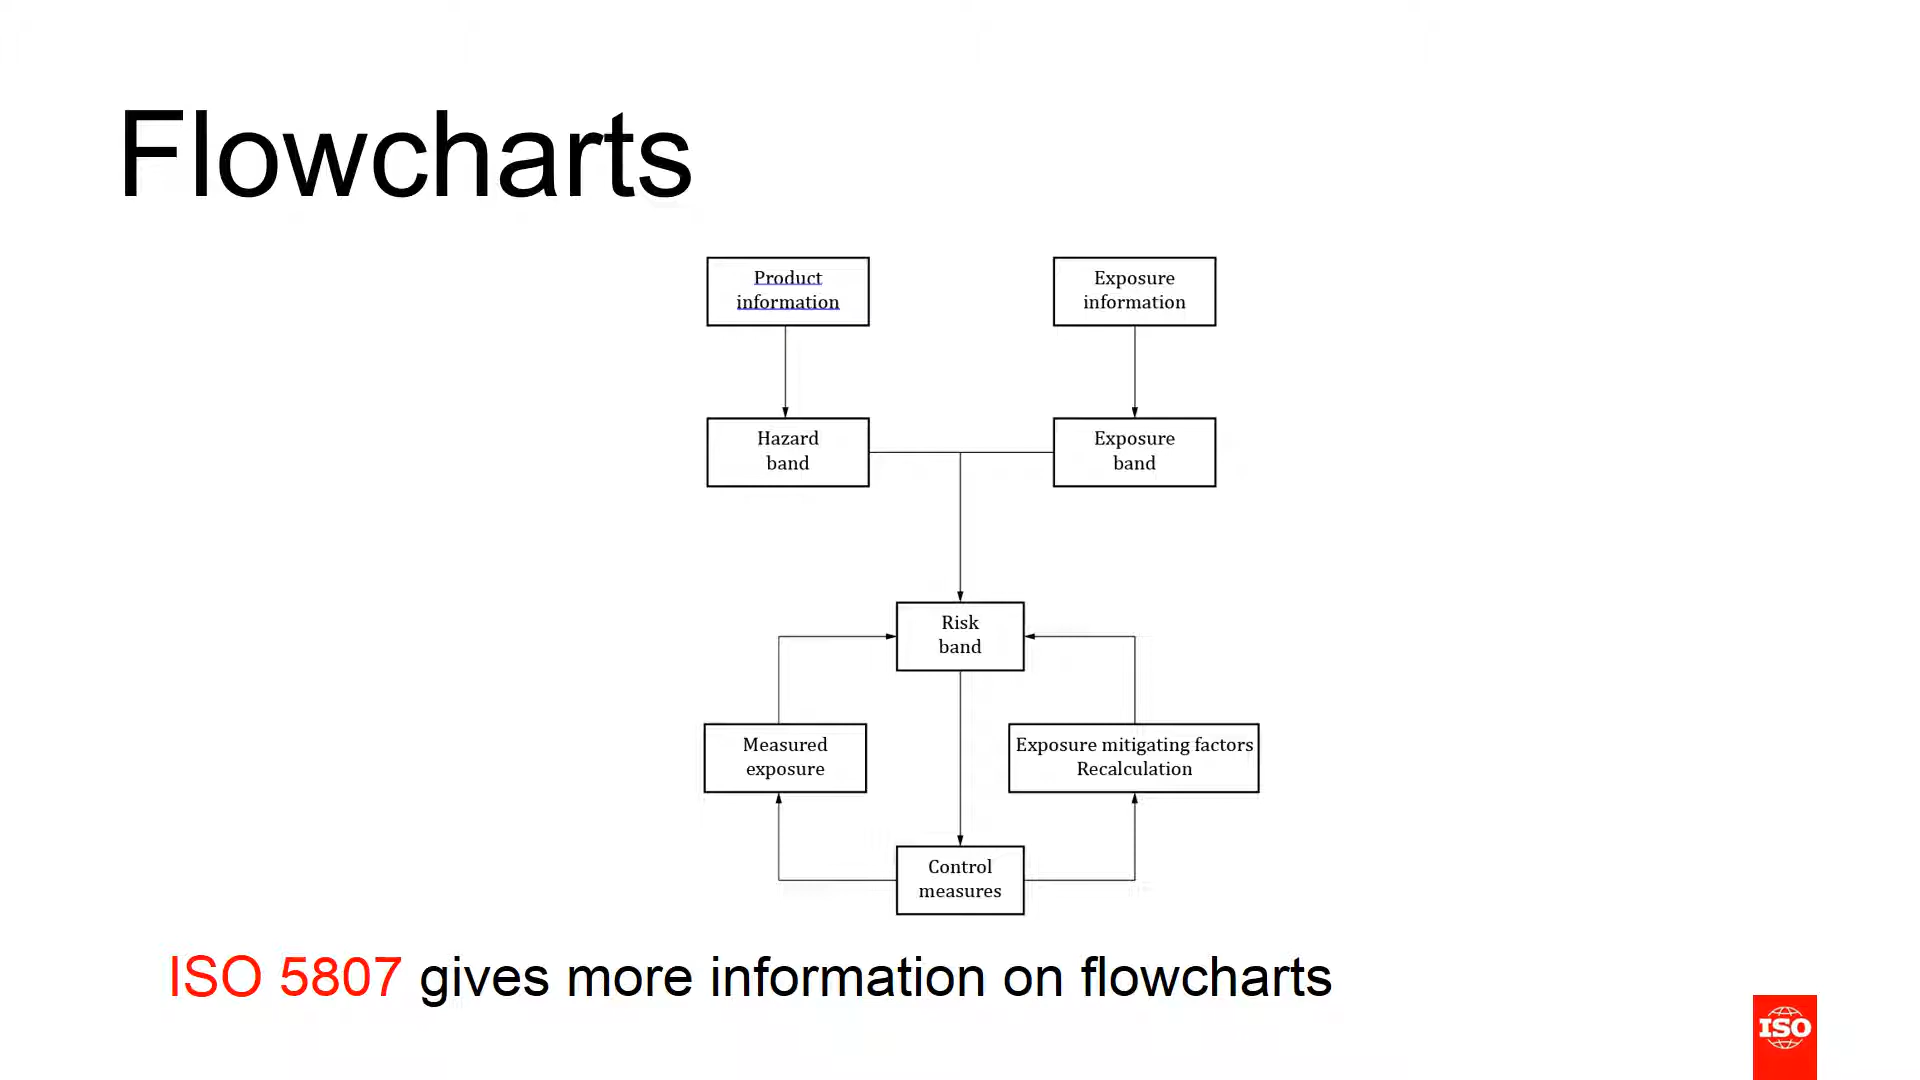 Flowcharts
Product
information
Exposure
information
Hazard
band
Exposure
band
Risk
band
Measured
exposure
Exposure mitigating factors
Recalculation
Control
measures
ISO 5807 gives more information on flowcharts
ISO